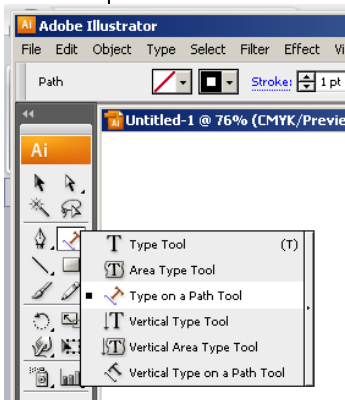 Ai Adobe Illustrator
File Edit Object Type Select Filter Effect Vi
Path Stroke: 1 pt
Untitled-1 @ 76% (CMYK/Previe
Ai
T Type Tool (T)
T Area Type Tool
Type on a Path Tool
T Vertical Type Tool
T Vertical Area Type Tool
Vertical Type on a Path Tool